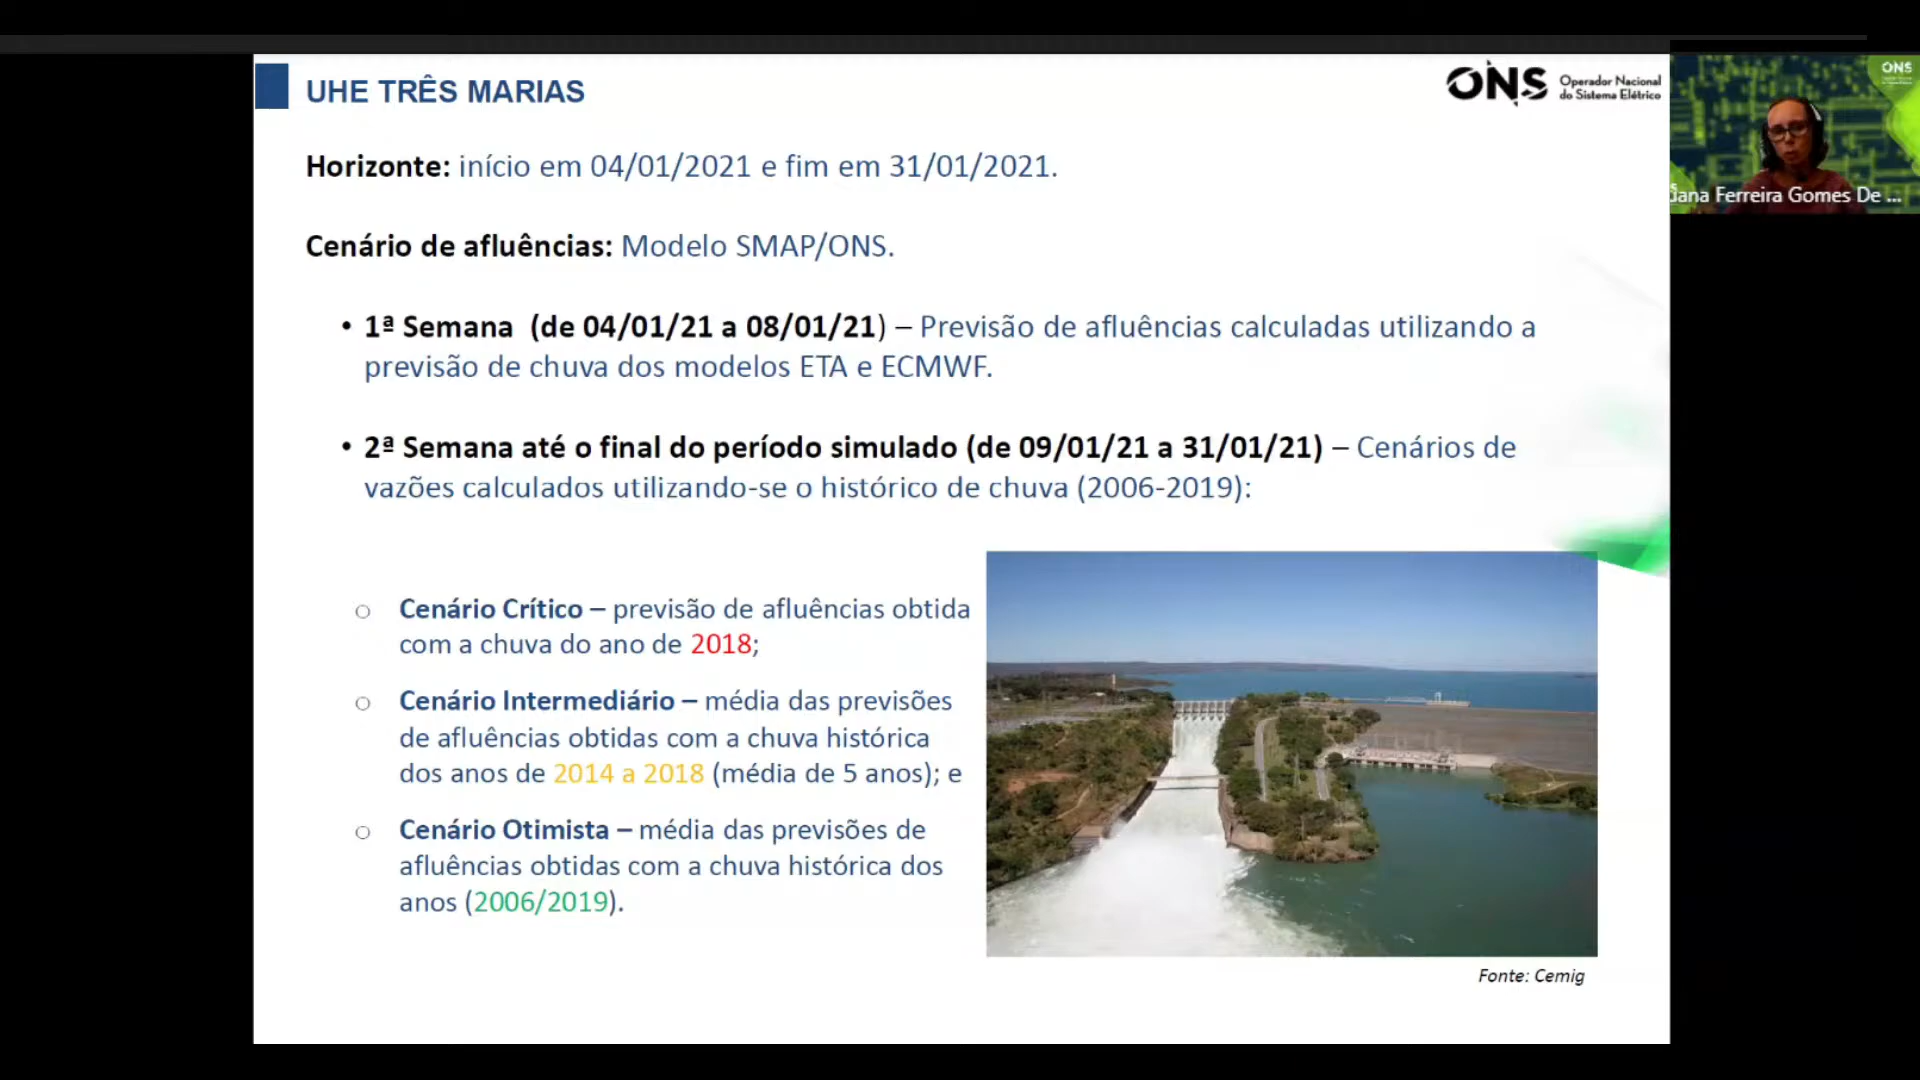 UHE TRÊS MARIAS
ONS Operador Nacional
do Sistema Elétrico
ONS
Ferreira Gomes De ...
Horizonte: início em 04/01/2021 e fim em 31/01/2021.
Cenário de afluências: Modelo SMAP/ONS.
• 1ª Semana (de 04/01/21 a 08/01/21) – Previsão de afluências calculadas utilizando a
previsão de chuva dos modelos ETA e ECMWF.
• 2ª Semana até o final do período simulado (de 09/01/21 a 31/01/21) – Cenários de
vazões calculados utilizando-se o histórico de chuva (2006-2019):
o Cenário Crítico – previsão de afluências obtida
com a chuva do ano de 2018;
o Cenário Intermediário – média das previsões
de afluências obtidas com a chuva histórica
dos anos de 2014 a 2018 (média de 5 anos); e
o Cenário Otimista – média das previsões de
afluências obtidas com a chuva histórica dos
anos (2006/2019).
Fonte: Cemig